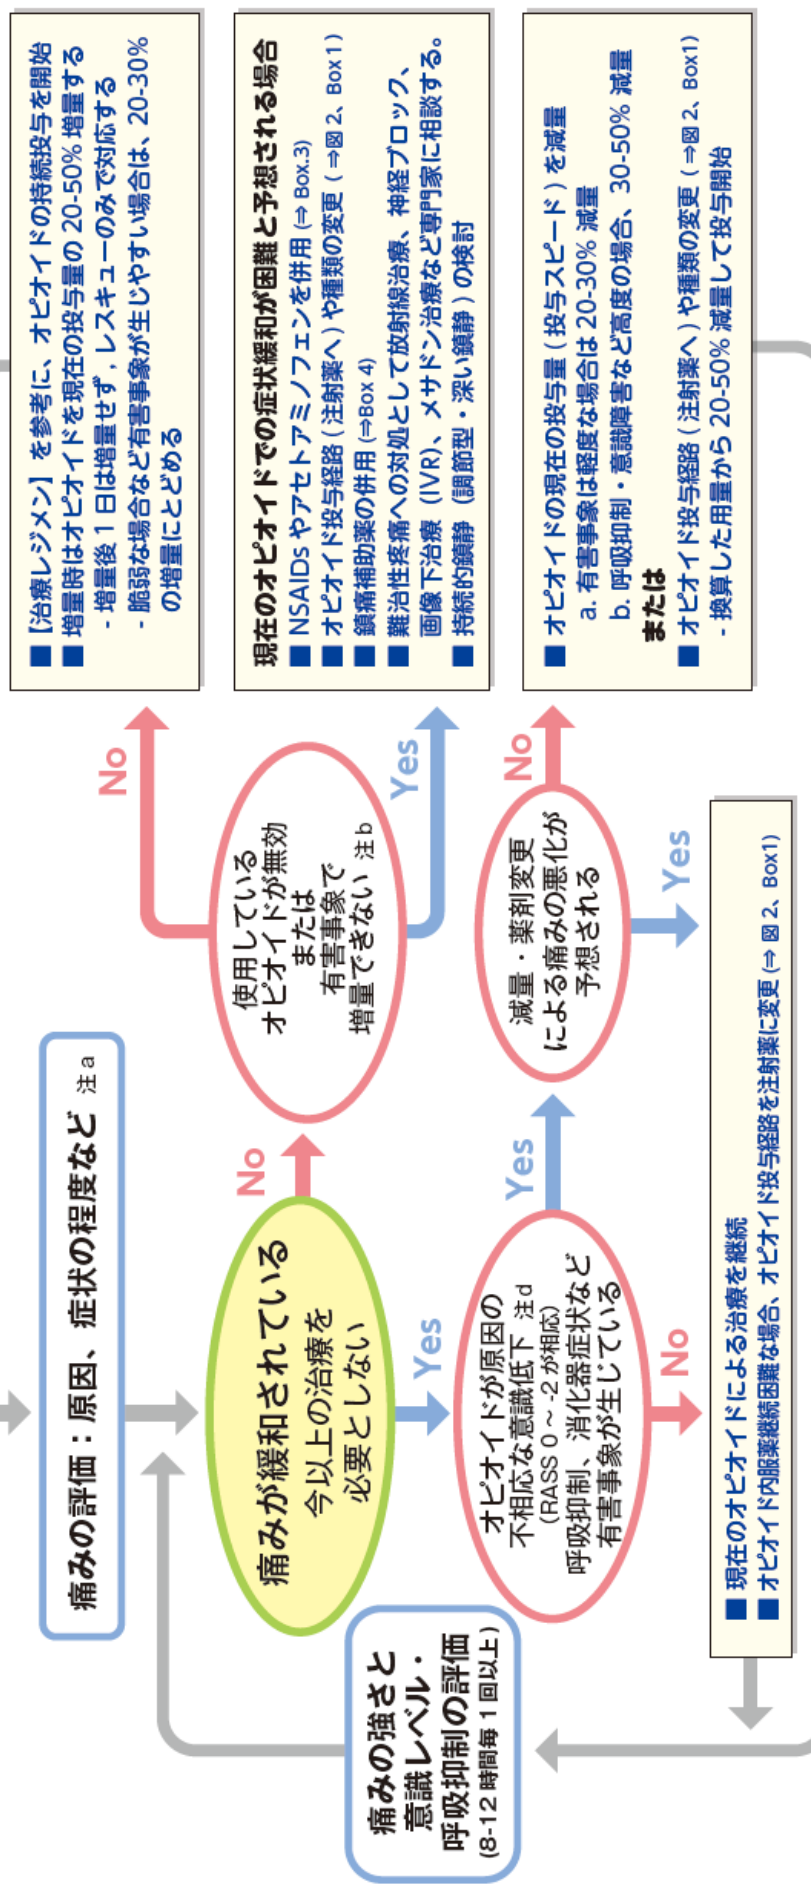 痛みの評価：原因、症状の程度など 注a
痛みが緩和されている
今以上の治療を
必要としない
No
Yes
使用している
オピオイドが無効
または
有害事象で
増量できない 注b
No
Yes
■【治療レジメン】を参考に、オピオイドの持続投与を開始
■ 増量時はオピオイドを現在の投与量の 20-50% 増量する
- 増量後 1 日は増量せず , レスキューのみで対応する
- 脆弱な場合など有害事象が生じやすい場合は、20-30%
の増量にとどめる
現在のオピオイドでの症状緩和が困難と予想される場合
■ NSAIDs やアセトアミノフェンを併用 (⇒ Box.3)
■ オピオイド投与経路 ( 注射薬へ ) や種類の変更 ( ⇒図 2、Box1 )
■ 鎮痛補助薬の併用 (⇒Box 4)
■ 難治性疼痛への対処として放射線治療、神経ブロック、
画像下治療（IVR)、メサドン治療など専門家に相談する。
■ 持続的鎮静（調節型・深い鎮静 ) の検討
オピオイドが原因の
不相応な意識低下 注d
（RASS 0 ～ -2 が相応）
呼吸抑制、消化器症状など
有害事象が生じている
Yes
No
減量・薬剤変更
による痛みの悪化が
予想される
No
Yes
■ オピオイドの現在の投与量 ( 投与スピード ) を減量
a. 有害事象は軽度な場合は 20-30% 減量
b. 呼吸抑制・意識障害など高度の場合、30-50% 減量
または
■ オピオイド投与経路 ( 注射薬へ ) や種類の変更 ( ⇒図 2、Box1)
- 換算した用量から 20-50% 減量して投与開始
■ 現在のオピオイドによる治療を継続
■ オピオイド内服薬継続困難な場合、オピオイド投与経路を注射薬に変更 (⇒ 図 2、Box1)
痛みの強さと
意識レベル・
呼吸抑制の評価
(8-12 時間毎 1 回以上)